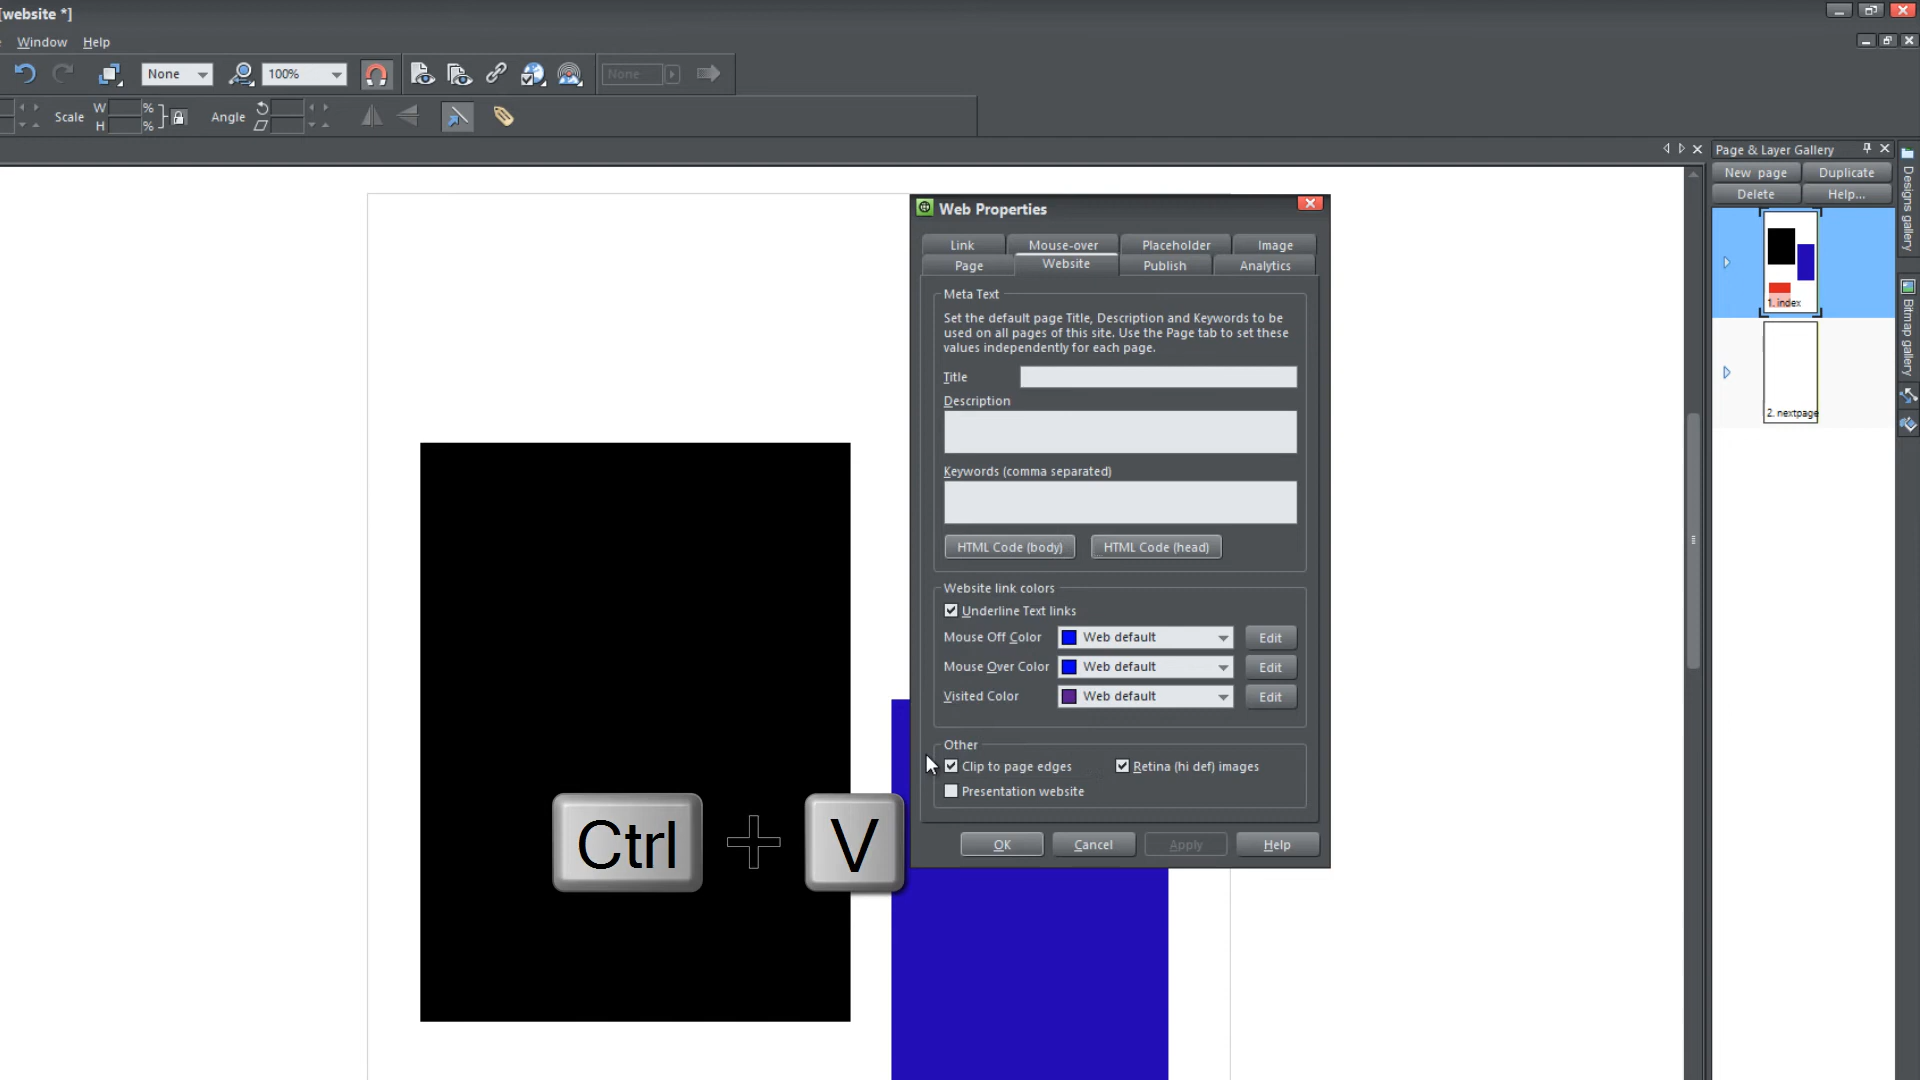 [website *]
Window Help
None 100% None
Scale W % H % Angle
Page & Layer Gallery
New page Duplicate
Delete Help...
1. index
2. nextpage
Designs gallery
Bitmap gallery
Web Properties
Link Mouse-over Placeholder Image
Page Website Publish Analytics
Meta Text
Set the default page Title, Description and Keywords to be
used on all pages of this site. Use the Page tab to set these
values independently for each page.
Title
Description
Keywords (comma separated)
HTML Code (body) HTML Code (head)
Website link colors
Underline Text links
Mouse Off Color Web default Edit
Mouse Over Color Web default Edit
Visited Color Web default Edit
Other
Clip to page edges Retina (hi def) images
Presentation website
OK Cancel Apply Help
Ctrl + V